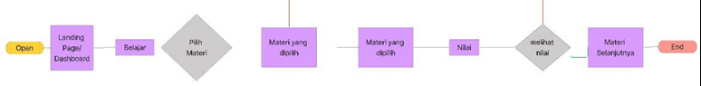 Open
Landing
Page/
Dashboard
Belajar
Pilih
Materi
Materi yang
dipilih
Materi yang
dipilih
Nilai
melihat
nilai
Materi
Selanjutnya
End